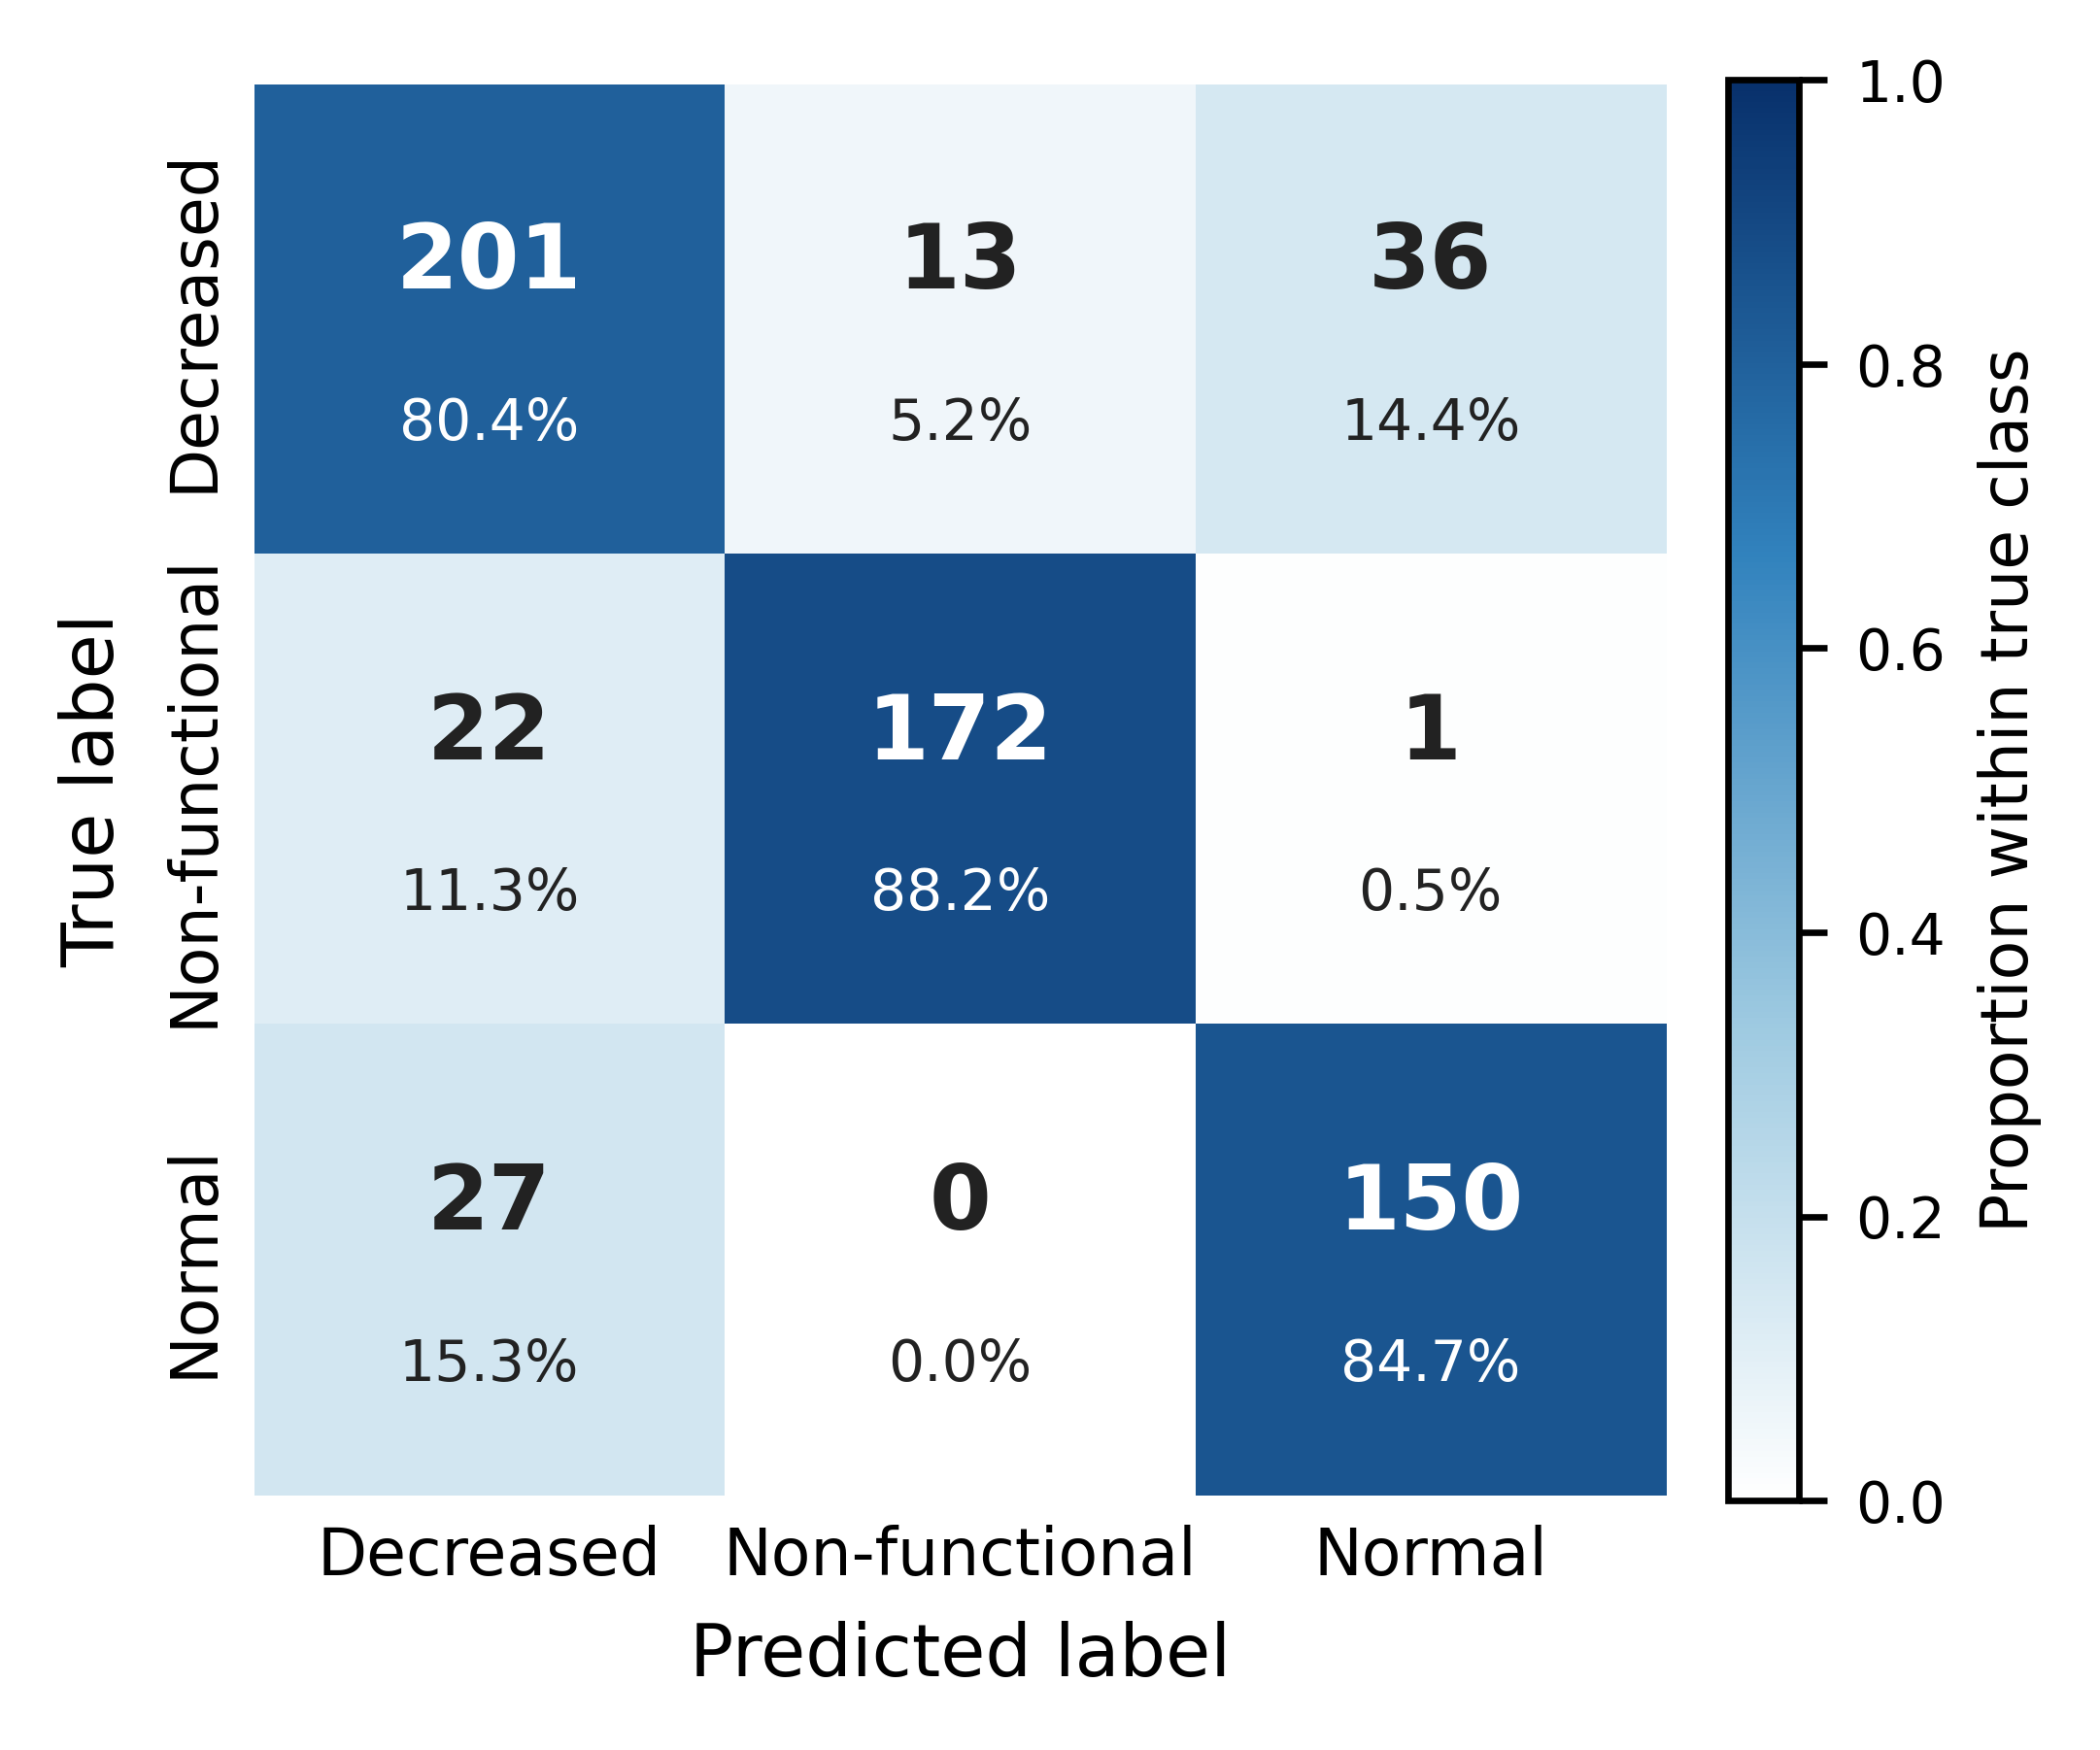 True label
Decreased
201
13
36
80.4%
5.2%
14.4%
Non-functional
22
172
1
11.3%
88.2%
0.5%
Normal
27
0
150
15.3%
0.0%
84.7%
Decreased
Non-functional
Normal
Predicted label
1.0
0.8
0.6
0.4
0.2
0.0
Proportion within true class